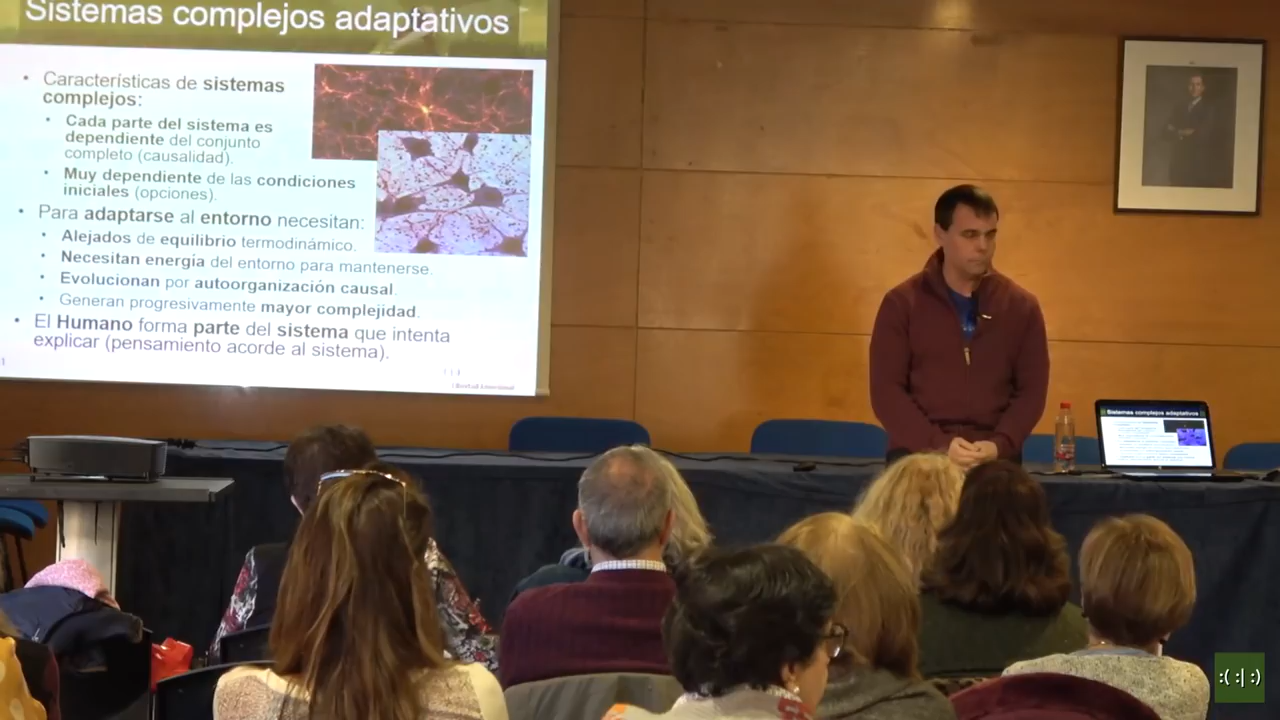 Sistemas complejos adaptativos
• Características de sistemas
complejos:
• Cada parte del sistema es
dependiente del conjunto
completo (causalidad).
• Muy dependiente de las condiciones
iniciales (opciones).
• Para adaptarse al entorno necesitan:
• Alejados de equilibrio termodinámico.
• Necesitan energía del entorno para mantenerse.
• Evolucionan por autoorganización causal.
• Generan progresivamente mayor complejidad.
• El Humano forma parte del sistema que intenta
explicar (pensamiento acorde al sistema).
Sistemas complejos adaptativos
:( :| :)